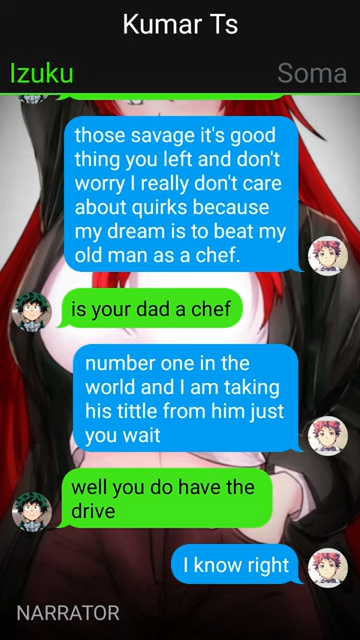 Kumar Ts
Izuku
Soma
those savage it's good
thing you left and don't
worry I really don't care
about quirks because
my dream is to beat my
old man as a chef.
is your dad a chef
number one in the
world and I am taking
his tittle from him just
you wait
well you do have the
drive
I know right
NARRATOR